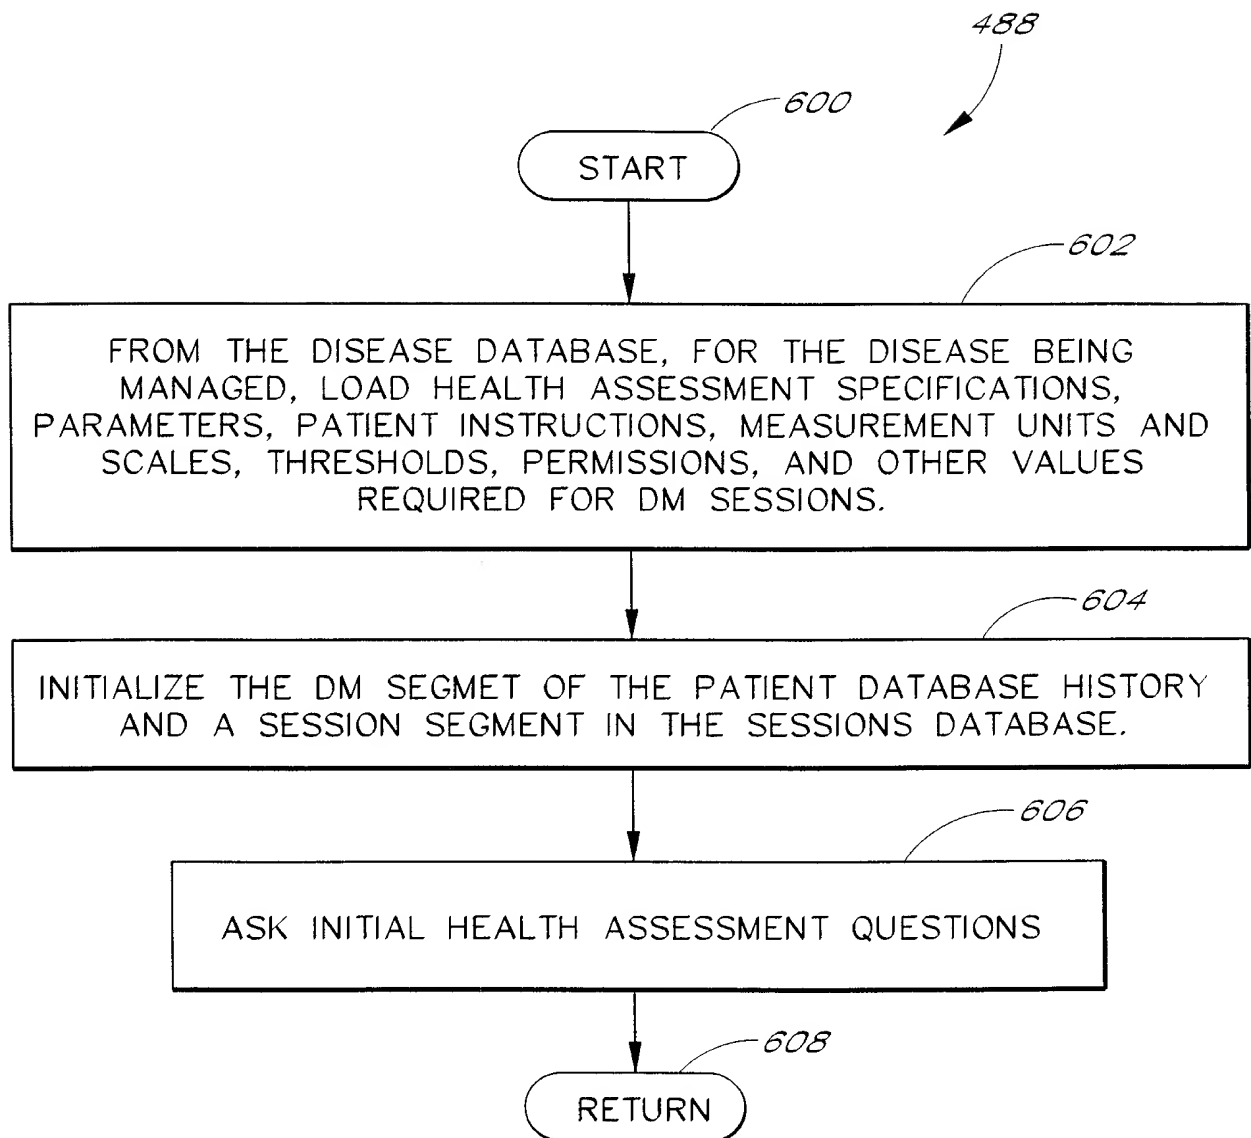 488
600
START
602
FROM THE DISEASE DATABASE, FOR THE DISEASE BEING
MANAGED, LOAD HEALTH ASSESSMENT SPECIFICATIONS,
PARAMETERS, PATIENT INSTRUCTIONS, MEASUREMENT UNITS AND
SCALES, THRESHOLDS, PERMISSIONS, AND OTHER VALUES
REQUIRED FOR DM SESSIONS.
604
INITIALIZE THE DM SEGMET OF THE PATIENT DATABASE HISTORY
AND A SESSION SEGMENT IN THE SESSIONS DATABASE.
606
ASK INITIAL HEALTH ASSESSMENT QUESTIONS
608
RETURN